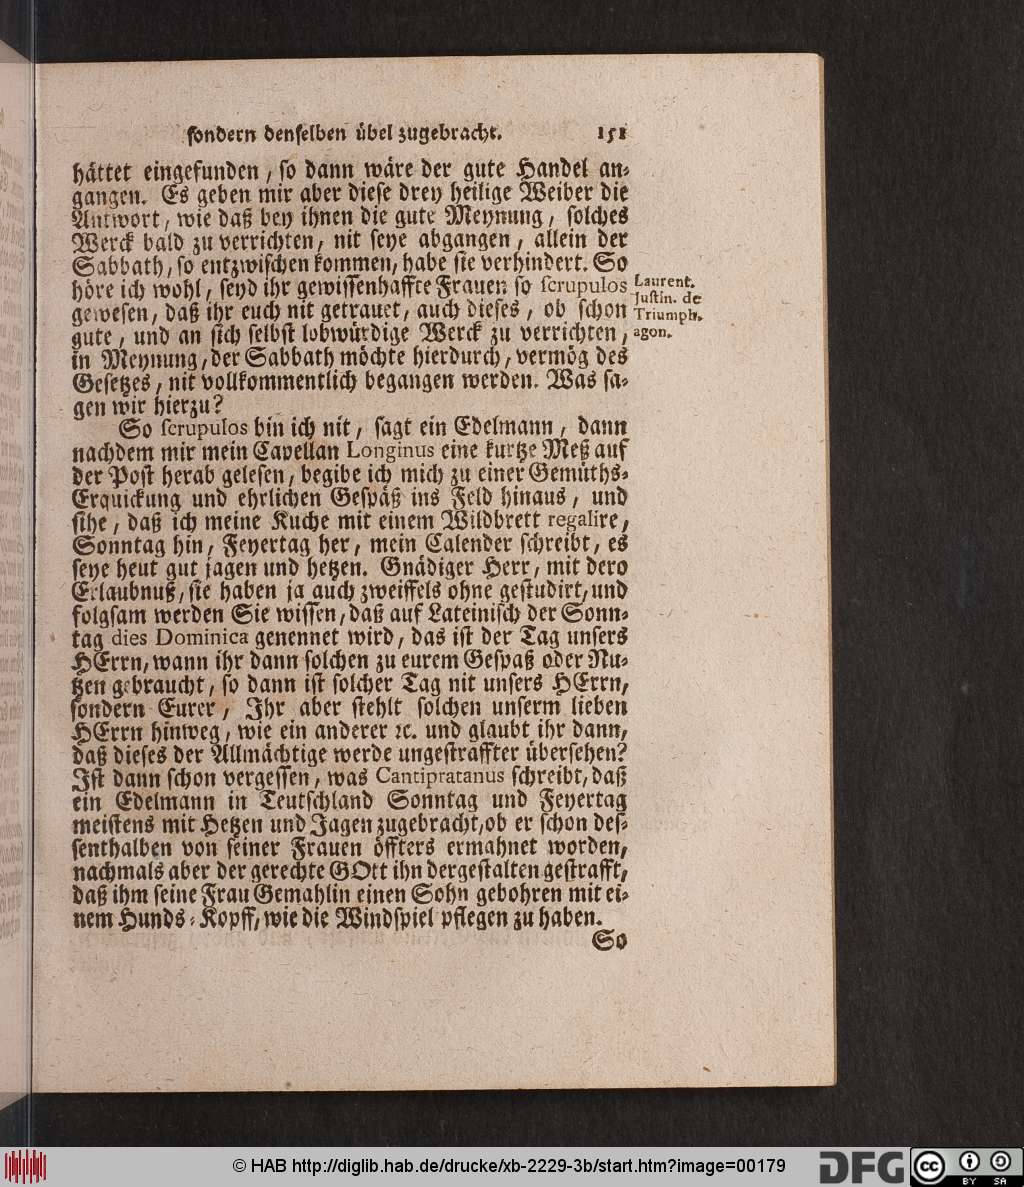 sondern denselben übel zugebracht. 151
hättet eingefunden, so dann wäre der gute Handel an-
gangen. Es geben mir aber diese drey heilige Weiber die
Antwort, wie daß bey ihnen die gute Meynung, solches
Werck bald zu verrichten, nit seye abgangen, allein der
Sabbath, so entzwischen kommen, habe sie verhindert. So
höre ich wohl, seyd ihr gewissenhaffte Frauen so scrupulos
gewesen, daß ihr euch nit getrauet, auch dieses, ob schon
gute, und an sich selbst lobwürdige Werck zu verrichten,
in Meynung, der Sabbath möchte hierdurch, vermög des
Gesetzes, nit vollkommentlich begangen werden. Was sa-
gen wir hierzu?
Laurent.
Justin. de
Triumph.
agon.
So scrupulos bin ich nit, sagt ein Edelmann, dann
nachdem mir mein Capellan Longinus eine kurtze Meß auf
der Post herab gelesen, begibe ich mich zu einer Gemüths-
Erquickung und ehrlichen Gespäß ins Feld hinaus, und
sihe, daß ich meine Kuche mit einem Wildbrett regalire,
Sonntag hin, Feyertag her, mein Calender schreibt, es
seye heut gut jagen und hetzen. Gnädiger Herr, mit dero
Erlaubnuß, sie haben ja auch zweiffels ohne gestudirt, und
folgsam werden Sie wissen, daß auf Lateinisch der Sonn-
tag dies Dominica genennet wird, das ist der Tag unsers
HErrn, wann ihr dann solchen zu eurem Gespaß oder Nu-
tzen gebraucht, so dann ist solcher Tag nit unsers HErrn,
sondern Eurer, Ihr aber stehlt solchen unserm lieben
HErrn hinweg, wie ein anderer ꝛc. und glaubt ihr dann,
daß dieses der Allmächtige werde ungestraffter übersehen?
Ist dann schon vergessen, was Cantipratanus schreibt, daß
ein Edelmann in Teutschland Sonntag und Feyertag
meistens mit Hetzen und Jagen zugebracht, ob er schon des-
senthalben von seiner Frauen öffters ermahnet worden,
nachmals aber der gerechte GOtt ihn dergestalten gestrafft,
daß ihm seine Frau Gemahlin einen Sohn gebohren mit ei-
nem Hunds-Kopff, wie die Windspiel pflegen zu haben.
So
© HAB http://diglib.hab.de/drucke/xb-2229-3b/start.htm?image=00179
DFG
cc BY SA